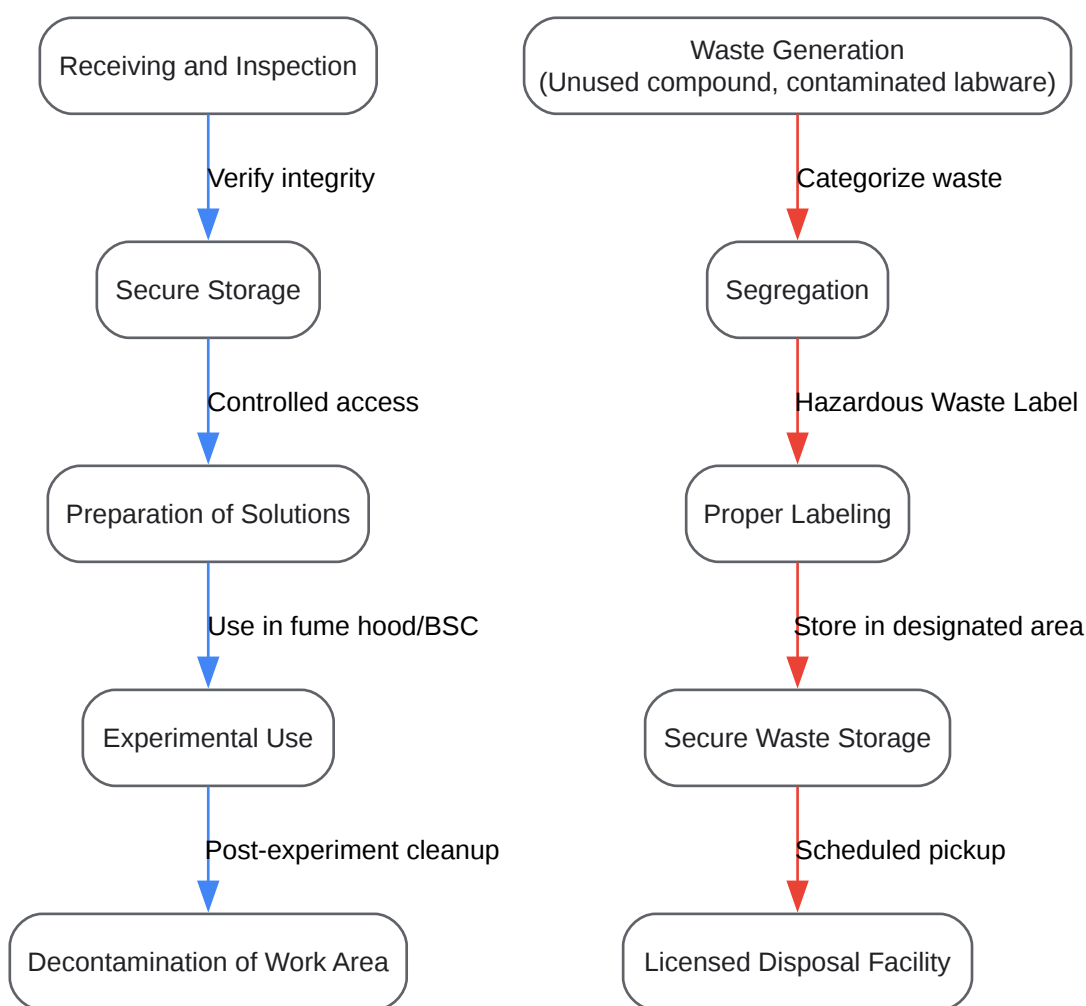 Receiving and Inspection
Verify integrity
Secure Storage
Controlled access
Preparation of Solutions
Use in fume hood/BSC
Experimental Use
Post-experiment cleanup
Decontamination of Work Area
Waste Generation
(Unused compound, contaminated labware)
Categorize waste
Segregation
Hazardous Waste Label
Proper Labeling
Store in designated area
Secure Waste Storage
Scheduled pickup
Licensed Disposal Facility